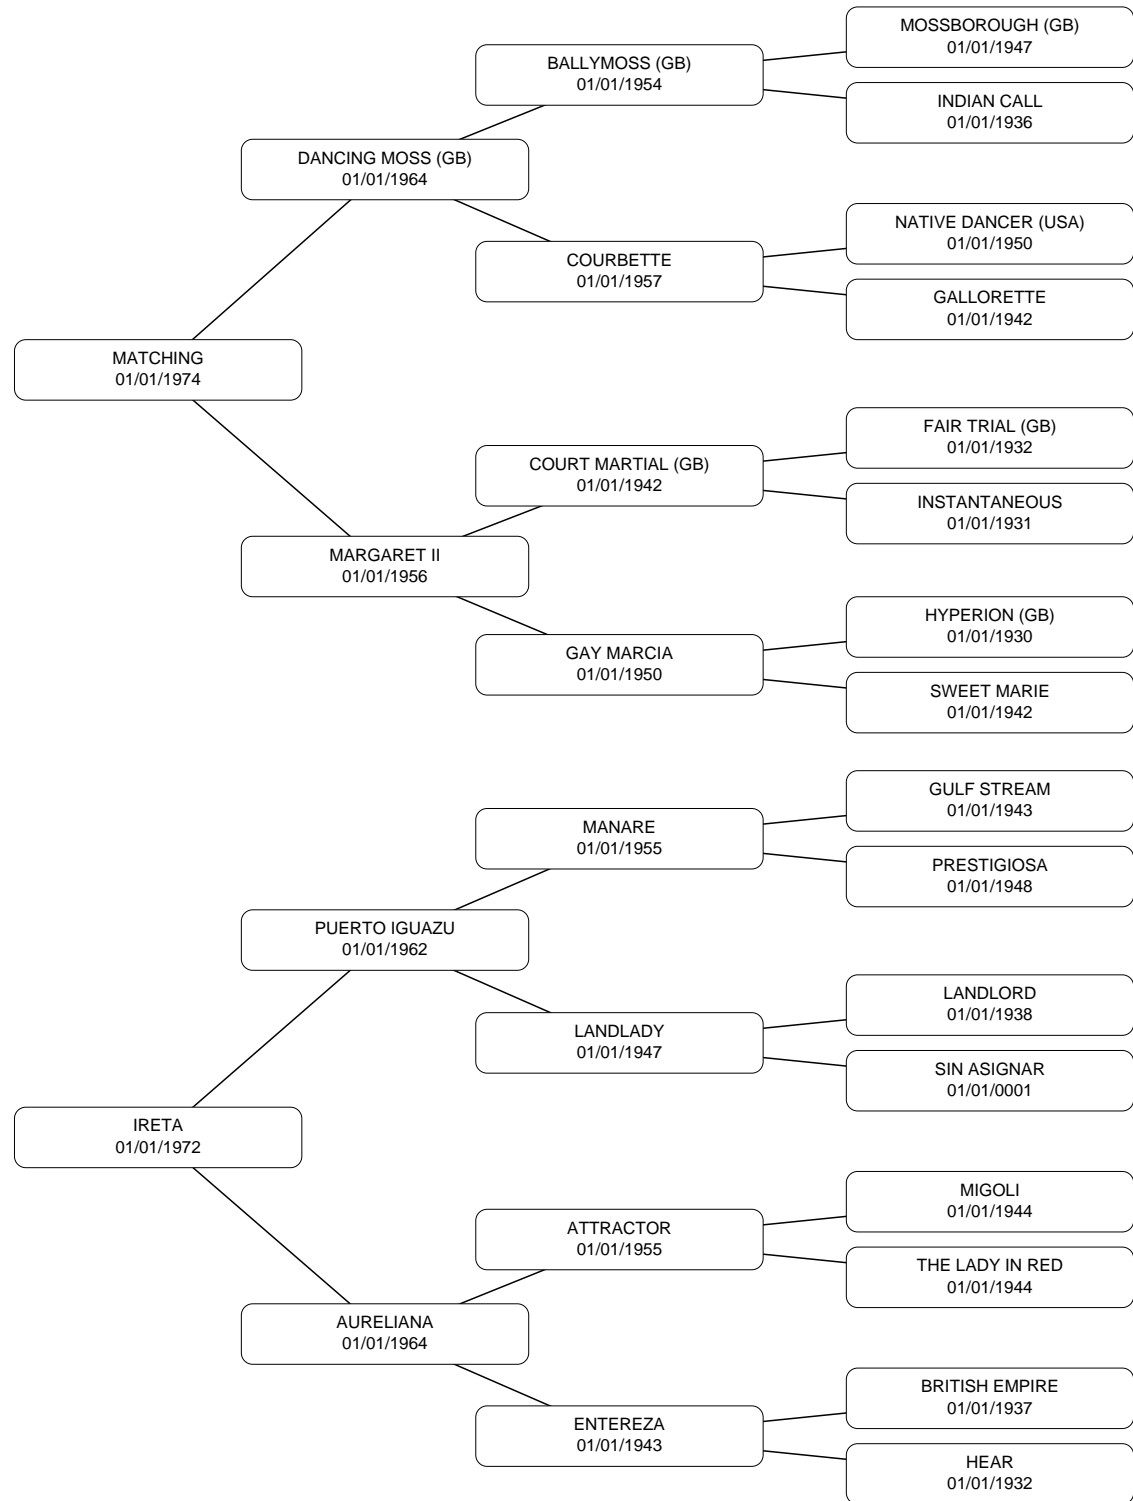 MOSSBOROUGH (GB)
01/01/1947
BALLYMOSS (GB)
01/01/1954
INDIAN CALL
01/01/1936
DANCING MOSS (GB)
01/01/1964
NATIVE DANCER (USA)
01/01/1950
COURBETTE
01/01/1957
GALLORETTE
01/01/1942
MATCHING
01/01/1974
FAIR TRIAL (GB)
01/01/1932
COURT MARTIAL (GB)
01/01/1942
INSTANTANEOUS
01/01/1931
MARGARET II
01/01/1956
HYPERION (GB)
01/01/1930
GAY MARCIA
01/01/1950
SWEET MARIE
01/01/1942
GULF STREAM
01/01/1943
MANARE
01/01/1955
PRESTIGIOSA
01/01/1948
PUERTO IGUAZU
01/01/1962
LANDLORD
01/01/1938
LANDLADY
01/01/1947
SIN ASIGNAR
01/01/0001
IRETA
01/01/1972
MIGOLI
01/01/1944
ATTRACTOR
01/01/1955
THE LADY IN RED
01/01/1944
AURELIANA
01/01/1964
BRITISH EMPIRE
01/01/1937
ENTEREZA
01/01/1943
HEAR
01/01/1932